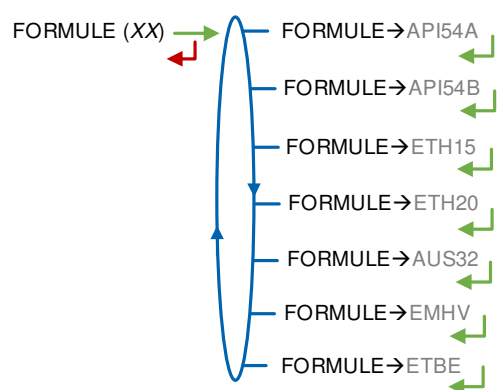 FORMULE (XX)
FORMULE→API54A
FORMULE→API54B
FORMULE→ETH15
FORMULE→ETH20
FORMULE→AUS32
FORMULE→EMHV
FORMULE→ETBE